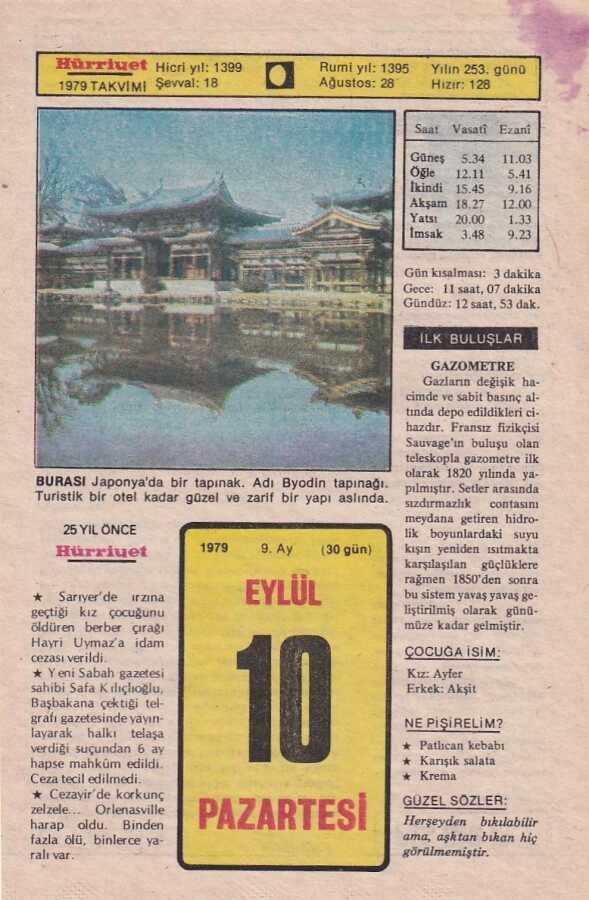 Hürriyet
1979 TAKVİMİ
Hicri yıl: 1399
Şevval: 18
Rumi yıl: 1395
Ağustos: 28
Yılın 253. günü
Hızır: 128
Saat Vasatî Ezanî
Güneş 5.34 11.03
Öğle 12.11 5.41
İkindi 15.45 9.16
Akşam 18.27 12.00
Yatsı 20.00 1.33
İmsak 3.48 9.23
Gün kısalması: 3 dakika
Gece: 11 saat, 07 dakika
Gündüz: 12 saat, 53 dak.
BURASI Japonya'da bir tapınak. Adı Byodin tapınağı.
Turistik bir otel kadar güzel ve zarif bir yapı aslında.
İLK BULUŞLAR
GAZOMETRE
Gazların değişik ha-
cimde ve sabit basınç al-
tında depo edildikleri ci-
hazdır. Fransız fizikçisi
Sauvage'ın buluşu olan
teleskopla gazometre ilk
olarak 1820 yılında ya-
pılmıştır. Setler arasında
sızdırmazlık contasını
meydana getiren hidro-
lik boyunlardaki suyu
kışın yeniden ısıtmakta
karşılaşılan güçlüklere
rağmen 1850'den sonra
bu sistem yavaş yavaş ge-
liştirilmiş olarak günü-
müze kadar gelmiştir.
25 YIL ÖNCE
Hürriyet
★ Sarıyer'de ırzına
geçtiği kız çocuğunu
öldüren berber çırağı
Hayri Uymaz'a idam
cezası verildi.
★ Yeni Sabah gazetesi
sahibi Safa Kılıçlıoğlu,
Başbakana çektiği tel-
grafı gazetesinde yayın-
layarak halkı telaşa
verdiği suçundan 6 ay
hapse mahkûm edildi.
Ceza tecil edilmedi.
★ Cezayir'de korkunç
zelzele... Orlenasville
harap oldu. Binden
fazla ölü, binlerce ya-
ralı var.
1979 9. Ay (30 gün)
EYLÜL
10
PAZARTESİ
ÇOCUĞA İSİM:
Kız: Ayfer
Erkek: Akşit
NE PİŞİRELİM?
★ Patlıcan kebabı
★ Karışık salata
★ Krema
GÜZEL SÖZLER:
Herşeyden bıkılabilir
ama, aşktan bıkan hiç
görülmemiştir.